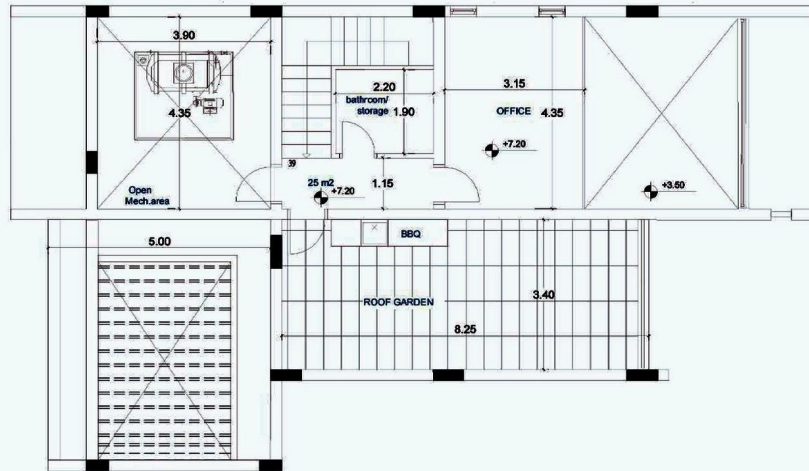 3.90
2.20
3.15
bathroom/
storage
1.90
OFFICE
4.35
4.35
+7.20
39
25 m2
+7.20
1.15
+3.50
Open
Mech.area
BBQ
5.00
ROOF GARDEN
3.40
8.25